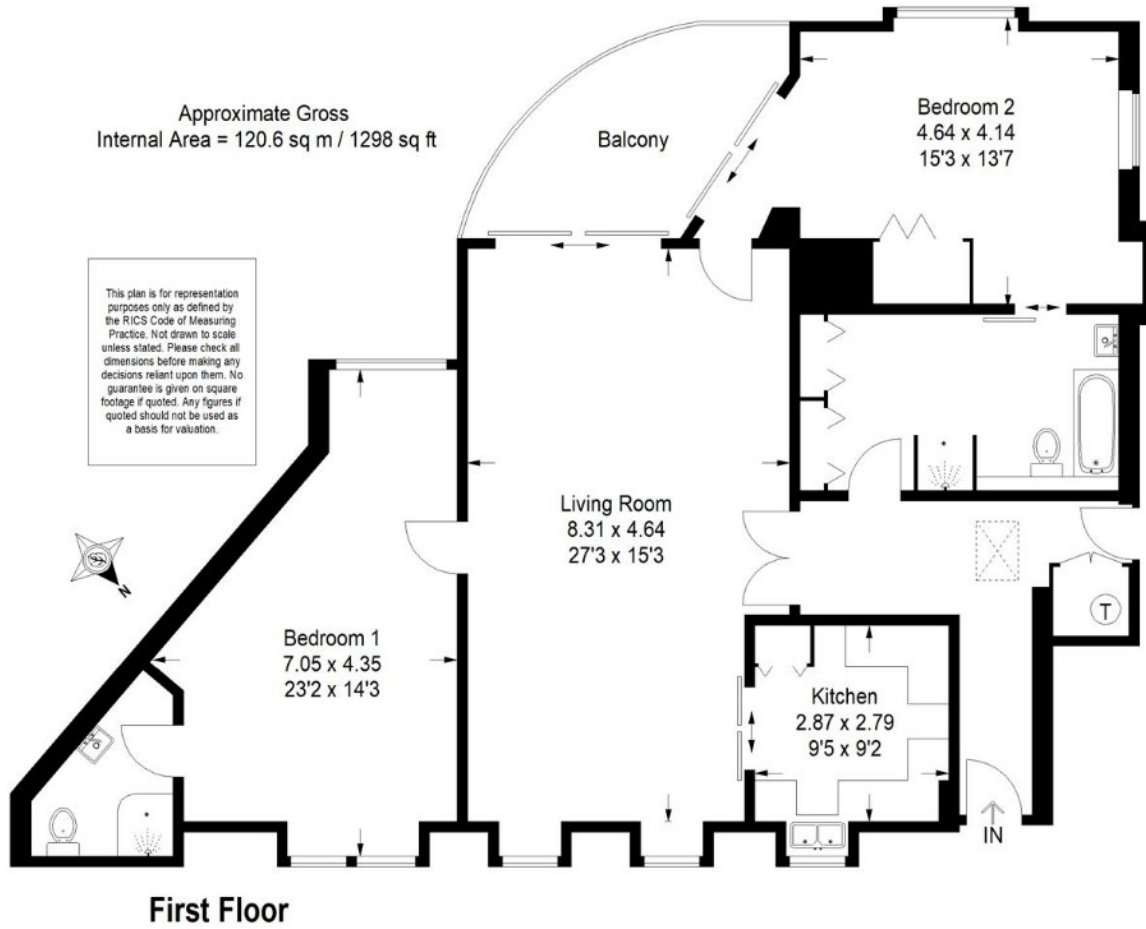 Approximate Gross
Internal Area = 120.6 sq m / 1298 sq ft
Balcony
Bedroom 2
4.64 x 4.14
15'3 x 13'7
This plan is for representation
purposes only as defined by
the RICS Code of Measuring
Practice. Not drawn to scale
unless stated. Please check all
dimensions before making any
decisions reliant upon them. No
guarantee is given on square
footage if quoted. Any figures if
quoted should not be used as
a basis for valuation.
Living Room
8.31 x 4.64
27'3 x 15'3
N
T
Bedroom 1
7.05 x 4.35
23'2 x 14'3
Kitchen
2.87 x 2.79
9'5 x 9'2
IN
First Floor